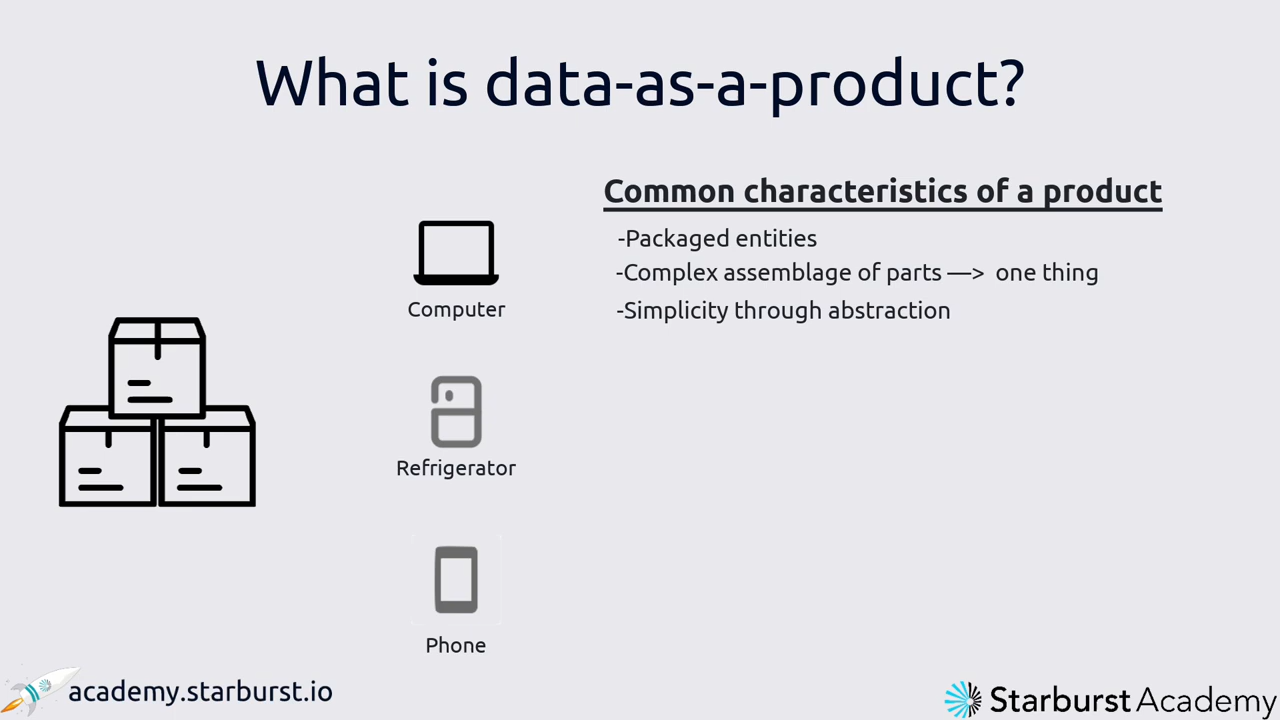 What is data-as-a-product?
Common characteristics of a product
-Packaged entities
-Complex assemblage of parts —> one thing
-Simplicity through abstraction
Computer
Refrigerator
Phone
academy.starburst.io
Starburst Academy